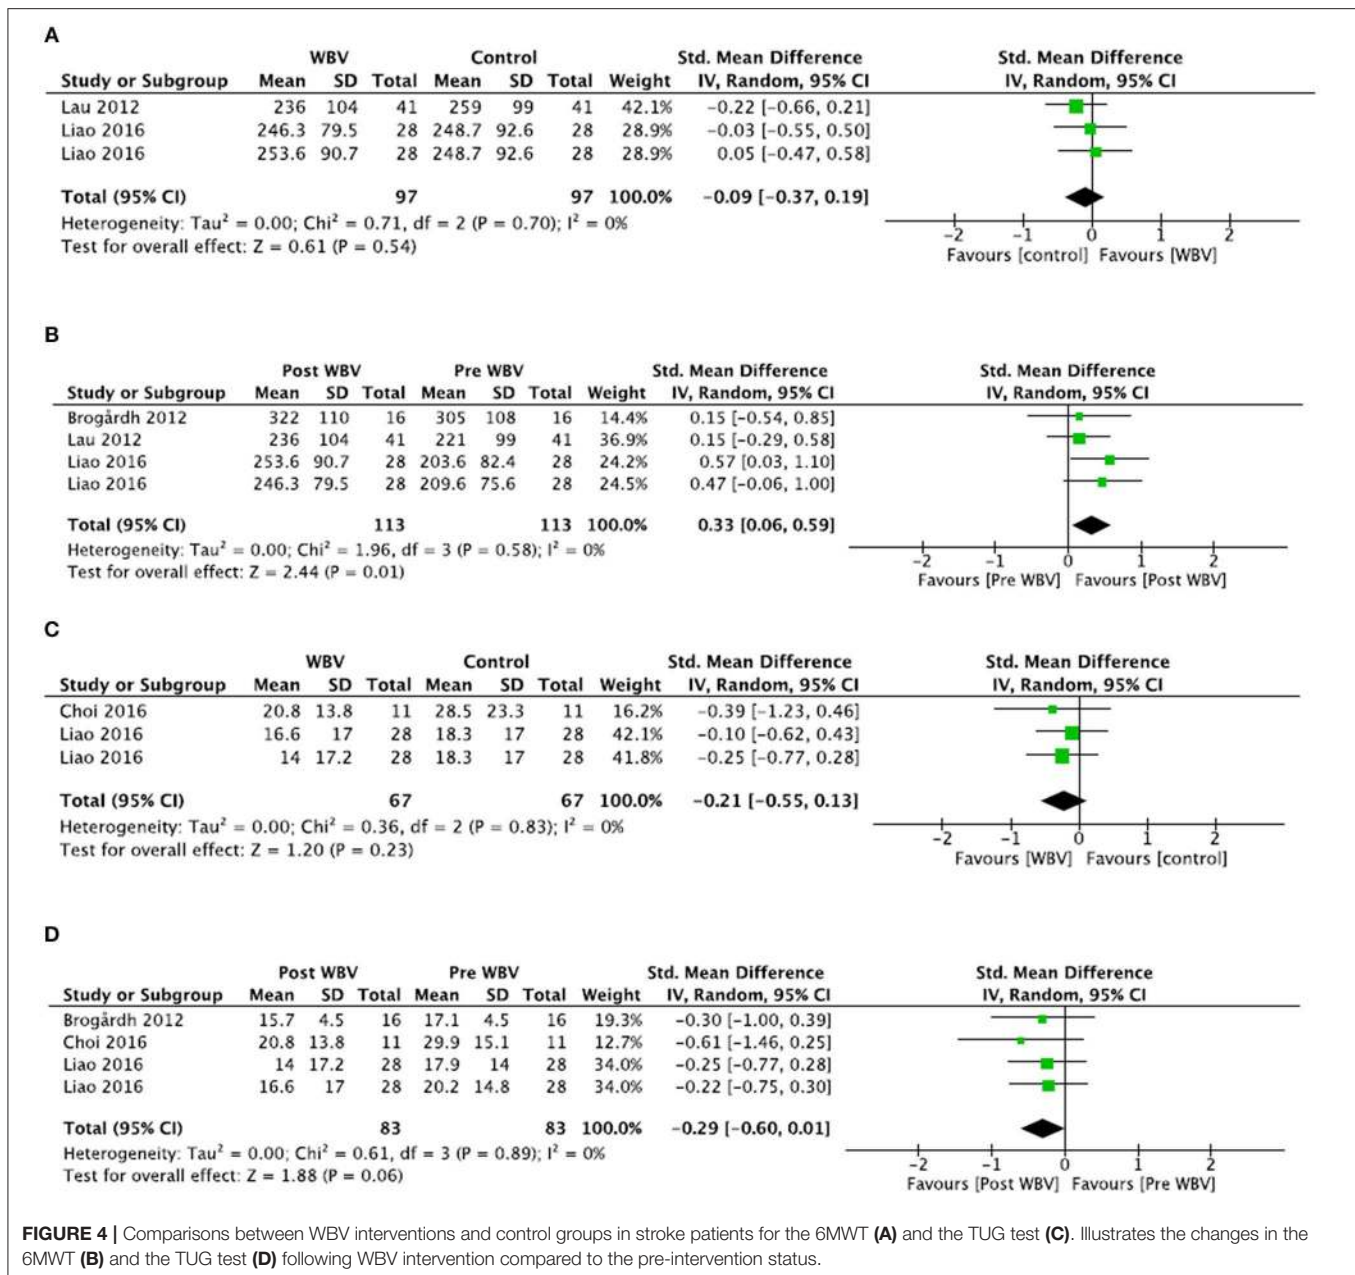 A
WBV Control Std. Mean Difference Std. Mean Difference
Study or Subgroup Mean SD Total Mean SD Total Weight IV, Random, 95% CI IV, Random, 95% CI
Lau 2012 236 104 41 259 99 41 42.1% −0.22 [−0.66, 0.21]
Liao 2016 246.3 79.5 28 248.7 92.6 28 28.9% −0.03 [−0.55, 0.50]
Liao 2016 253.6 90.7 28 248.7 92.6 28 28.9% 0.05 [−0.47, 0.58]
Total (95% CI) 97 97 100.0% −0.09 [−0.37, 0.19]
Heterogeneity: Tau² = 0.00; Chi² = 0.71, df = 2 (P = 0.70); I² = 0%
Test for overall effect: Z = 0.61 (P = 0.54)
−2 −1 0 1 2
Favours [control] Favours [WBV]
B
Post WBV Pre WBV Std. Mean Difference Std. Mean Difference
Study or Subgroup Mean SD Total Mean SD Total Weight IV, Random, 95% CI IV, Random, 95% CI
Brogårdh 2012 322 110 16 305 108 16 14.4% 0.15 [−0.54, 0.85]
Lau 2012 236 104 41 221 99 41 36.9% 0.15 [−0.29, 0.58]
Liao 2016 253.6 90.7 28 203.6 82.4 28 24.2% 0.57 [0.03, 1.10]
Liao 2016 246.3 79.5 28 209.6 75.6 28 24.5% 0.47 [−0.06, 1.00]
Total (95% CI) 113 113 100.0% 0.33 [0.06, 0.59]
Heterogeneity: Tau² = 0.00; Chi² = 1.96, df = 3 (P = 0.58); I² = 0%
Test for overall effect: Z = 2.44 (P = 0.01)
−2 −1 0 1 2
Favours [Pre WBV] Favours [Post WBV]
C
WBV Control Std. Mean Difference Std. Mean Difference
Study or Subgroup Mean SD Total Mean SD Total Weight IV, Random, 95% CI IV, Random, 95% CI
Choi 2016 20.8 13.8 11 28.5 23.3 11 16.2% −0.39 [−1.23, 0.46]
Liao 2016 16.6 17 28 18.3 17 28 42.1% −0.10 [−0.62, 0.43]
Liao 2016 14 17.2 28 18.3 17 28 41.8% −0.25 [−0.77, 0.28]
Total (95% CI) 67 67 100.0% −0.21 [−0.55, 0.13]
Heterogeneity: Tau² = 0.00; Chi² = 0.36, df = 2 (P = 0.83); I² = 0%
Test for overall effect: Z = 1.20 (P = 0.23)
−2 −1 0 1 2
Favours [WBV] Favours [control]
D
Post WBV Pre WBV Std. Mean Difference Std. Mean Difference
Study or Subgroup Mean SD Total Mean SD Total Weight IV, Random, 95% CI IV, Random, 95% CI
Brogårdh 2012 15.7 4.5 16 17.1 4.5 16 19.3% −0.30 [−1.00, 0.39]
Choi 2016 20.8 13.8 11 29.9 15.1 11 12.7% −0.61 [−1.46, 0.25]
Liao 2016 14 17.2 28 17.9 14 28 34.0% −0.25 [−0.77, 0.28]
Liao 2016 16.6 17 28 20.2 14.8 28 34.0% −0.22 [−0.75, 0.30]
Total (95% CI) 83 83 100.0% −0.29 [−0.60, 0.01]
Heterogeneity: Tau² = 0.00; Chi² = 0.61, df = 3 (P = 0.89); I² = 0%
Test for overall effect: Z = 1.88 (P = 0.06)
−2 −1 0 1 2
Favours [Post WBV] Favours [Pre WBV]
FIGURE 4 | Comparisons between WBV interventions and control groups in stroke patients for the 6MWT (A) and the TUG test (C). Illustrates the changes in the
6MWT (B) and the TUG test (D) following WBV intervention compared to the pre-intervention status.